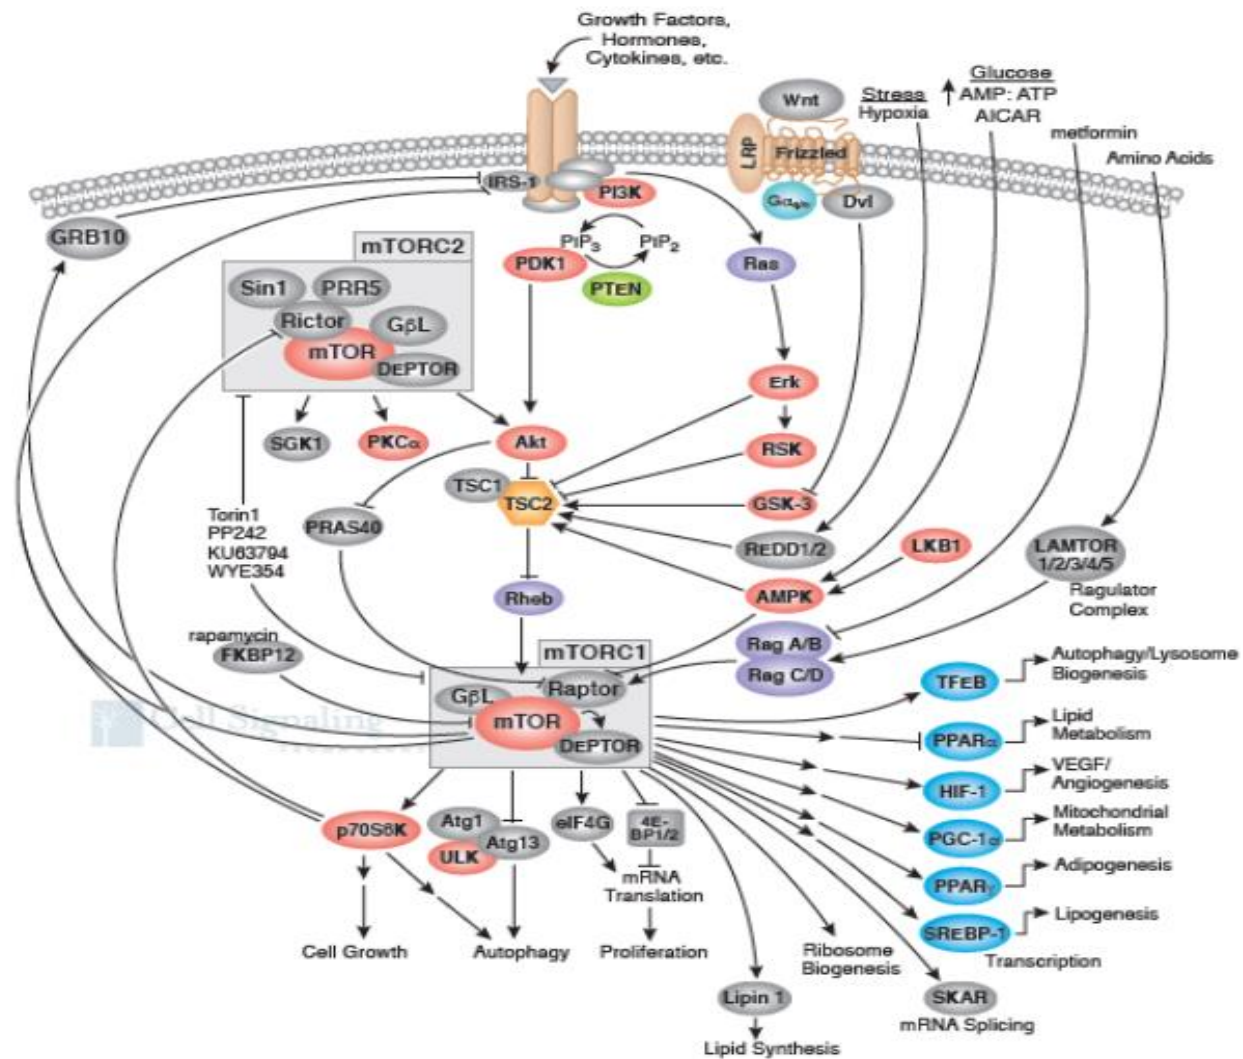 Growth Factors,
Hormones,
Cytokines, etc.
Wnt
Stress
Hypoxia
Glucose
AMP: ATP
AICAR
metformin
Amino Acids
LRP
Frizzled
IRS-1
PI3K
Gαq/o
Dvl
GRB10
mTORC2
PIP3
PIP2
PDK1
PTEN
Ras
Sin1
PRR5
Rictor
GβL
mTOR
DEPTOR
Erk
SGK1
PKCα
Akt
RSK
TSC1
TSC2
GSK-3
Torin1
PP242
KU63794
WYE354
PRAS40
REDD1/2
LKB1
LAMTOR
1/2/3/4/5
Ragulator
Complex
Rheb
AMPK
rapamycin
FKBP12
mTORC1
Rag A/B
Rag C/D
GβL
Raptor
mTOR
DEPTOR
TFEB
Autophagy/Lysosome
Biogenesis
PPARα
Lipid
Metabolism
HIF-1
VEGF/
Angiogenesis
PGC-1α
Mitochondrial
Metabolism
PPARγ
Adipogenesis
SREBP-1
Lipogenesis
Transcription
Cell Signaling
p70S6K
Atg1
Atg13
ULK
eIF4G
4E-
BP1/2
mRNA
Translation
Cell Growth
Autophagy
Proliferation
Ribosome
Biogenesis
Lipin 1
SKAR
mRNA Splicing
Lipid Synthesis